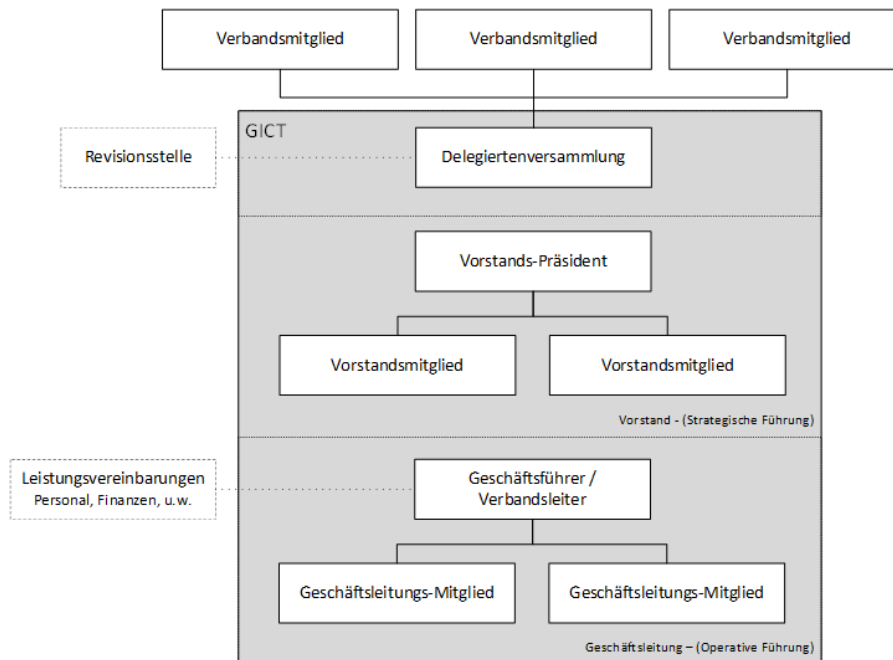 Verbandsmitglied
Verbandsmitglied
Verbandsmitglied
GICT
Revisionsstelle
Delegiertenversammlung
Vorstands-Präsident
Vorstandsmitglied
Vorstandsmitglied
Vorstand - (Strategische Führung)
Leistungsvereinbarungen
Personal, Finanzen, u.w.
Geschäftsführer /
Verbandsleiter
Geschäftsleitungs-Mitglied
Geschäftsleitungs-Mitglied
Geschäftsleitung – (Operative Führung)